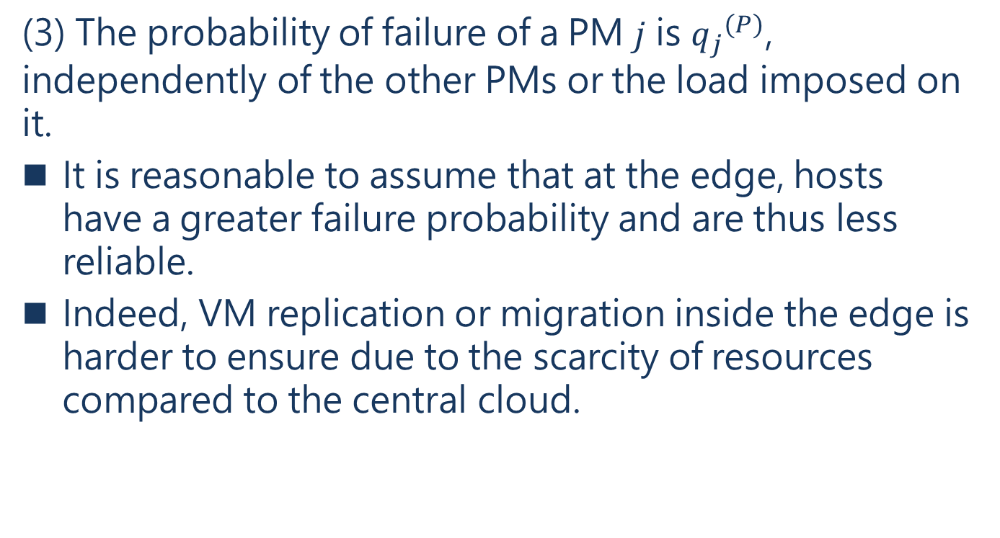 (3) The probability of failure of a PM j is q_j^(P),
independently of the other PMs or the load imposed on
it.
■ It is reasonable to assume that at the edge, hosts
have a greater failure probability and are thus less
reliable.
■ Indeed, VM replication or migration inside the edge is
harder to ensure due to the scarcity of resources
compared to the central cloud.